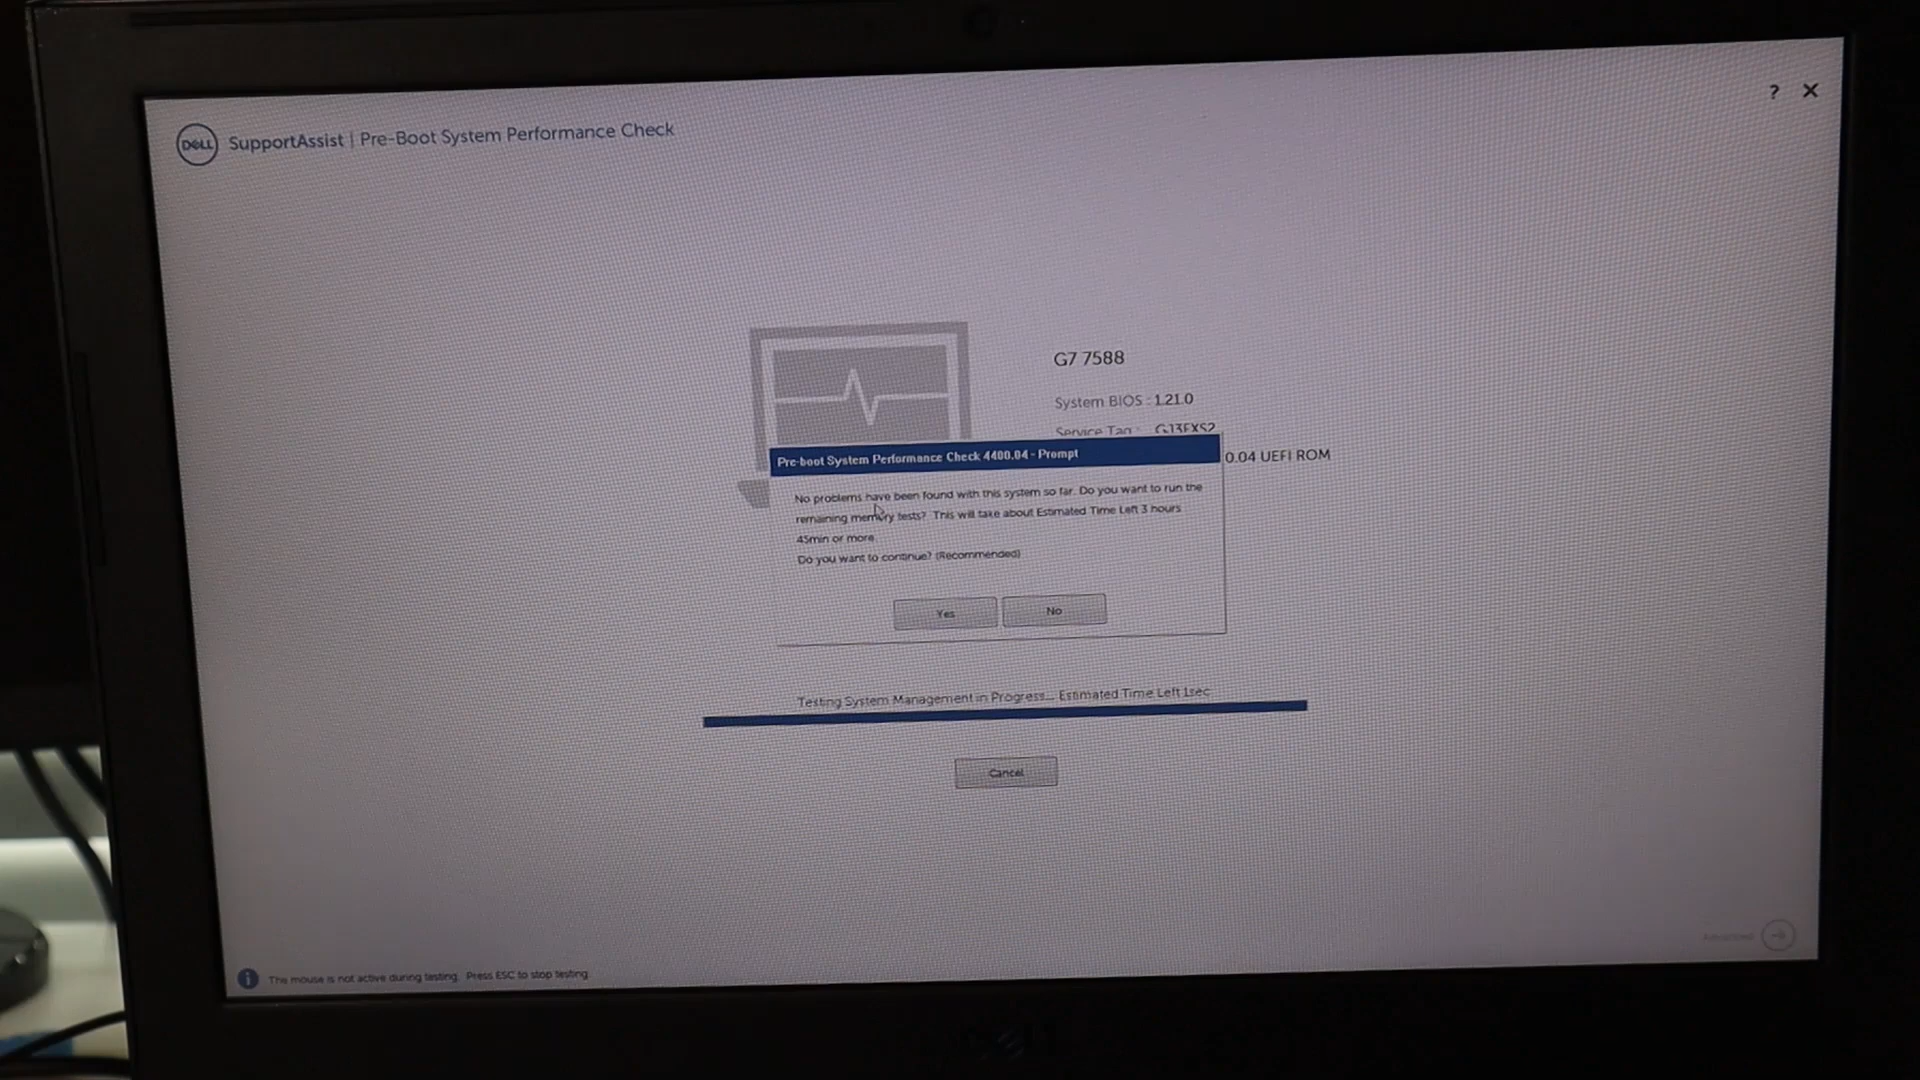 ? X
DELL SupportAssist | Pre-Boot System Performance Check
G7 7588
System BIOS : 1.21.0
Service Tag :
0.04 UEFI ROM
Pre-boot System Performance Check 4400.04 - Prompt
No problems have been found with this system so far. Do you want to run the
remaining memory tests? This will take about Estimated Time Left 3 hours
45min or more.
Do you want to continue? (Recommended)
Yes No
Testing System Management in Progress... Estimated Time Left 1sec
Cancel
i The mouse is not active during testing. Press ESC to stop testing.